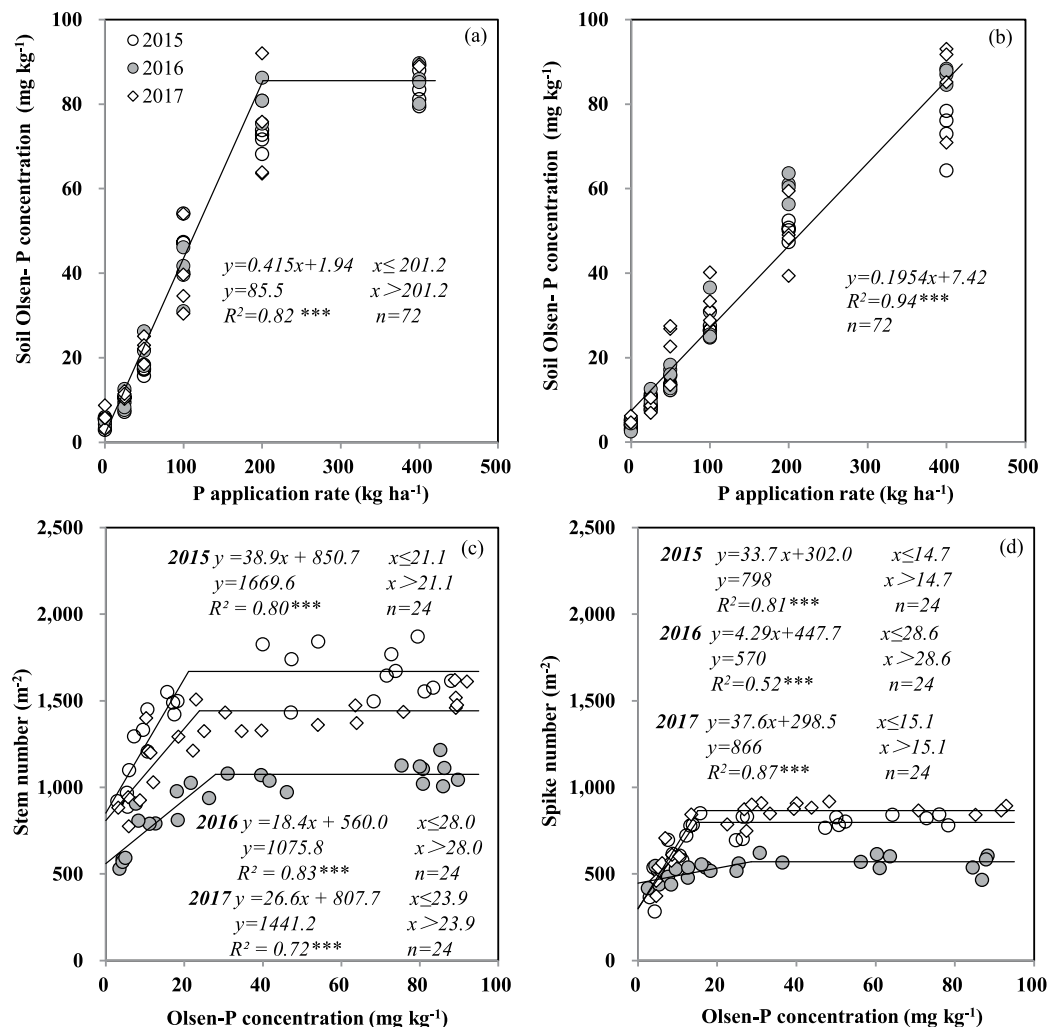 Soil Olsen- P concentration (mg kg-1)
100
80
60
40
20
0
(a)
2015
2016
2017
y=0.415x+1.94 x≤ 201.2
y=85.5 x＞201.2
R²=0.82 *** n=72
0 100 200 300 400 500
P application rate (kg ha-1)
Soil Olsen- P concentration (mg kg-1)
100
80
60
40
20
0
(b)
y=0.1954x+7.42
R²=0.94***
n=72
0 100 200 300 400 500
P application rate (kg ha-1)
Stem number (m-2)
2,500
2,000
1,500
1,000
500
0
(c)
2015 y =38.9x + 850.7 x≤21.1
y=1669.6 x＞21.1
R² = 0.80*** n=24
2016 y =18.4x + 560.0 x≤28.0
y=1075.8 x＞28.0
R² = 0.83*** n=24
2017 y =26.6x + 807.7 x≤23.9
y=1441.2 x＞23.9
R² = 0.72*** n=24
0 20 40 60 80 100
Olsen-P concentration (mg kg-1)
Spike number (m-2)
2,500
2,000
1,500
1,000
500
0
(d)
2015 y=33.7 x+302.0 x≤14.7
y=798 x＞14.7
R²=0.81*** n=24
2016 y=4.29x+447.7 x≤28.6
y=570 x＞28.6
R²=0.52*** n=24
2017 y=37.6x+298.5 x≤15.1
y=866 x＞15.1
R²=0.87*** n=24
0 20 40 60 80 100
Olsen-P concentration (mg kg-1)